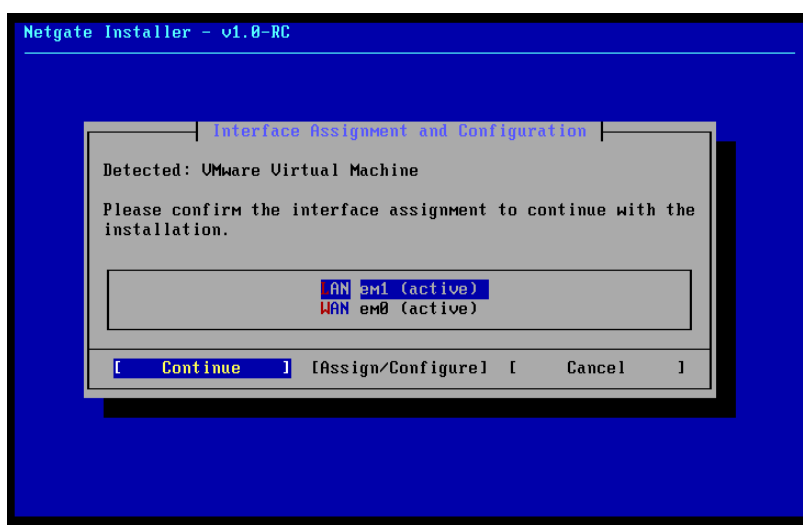 Netgate Installer - v1.0-RC
Interface Assignment and Configuration
Detected: VMware Virtual Machine
Please confirm the interface assignment to continue with the
installation.
LAN em1 (active)
WAN em0 (active)
[ Continue ] [Assign/Configure] [ Cancel ]